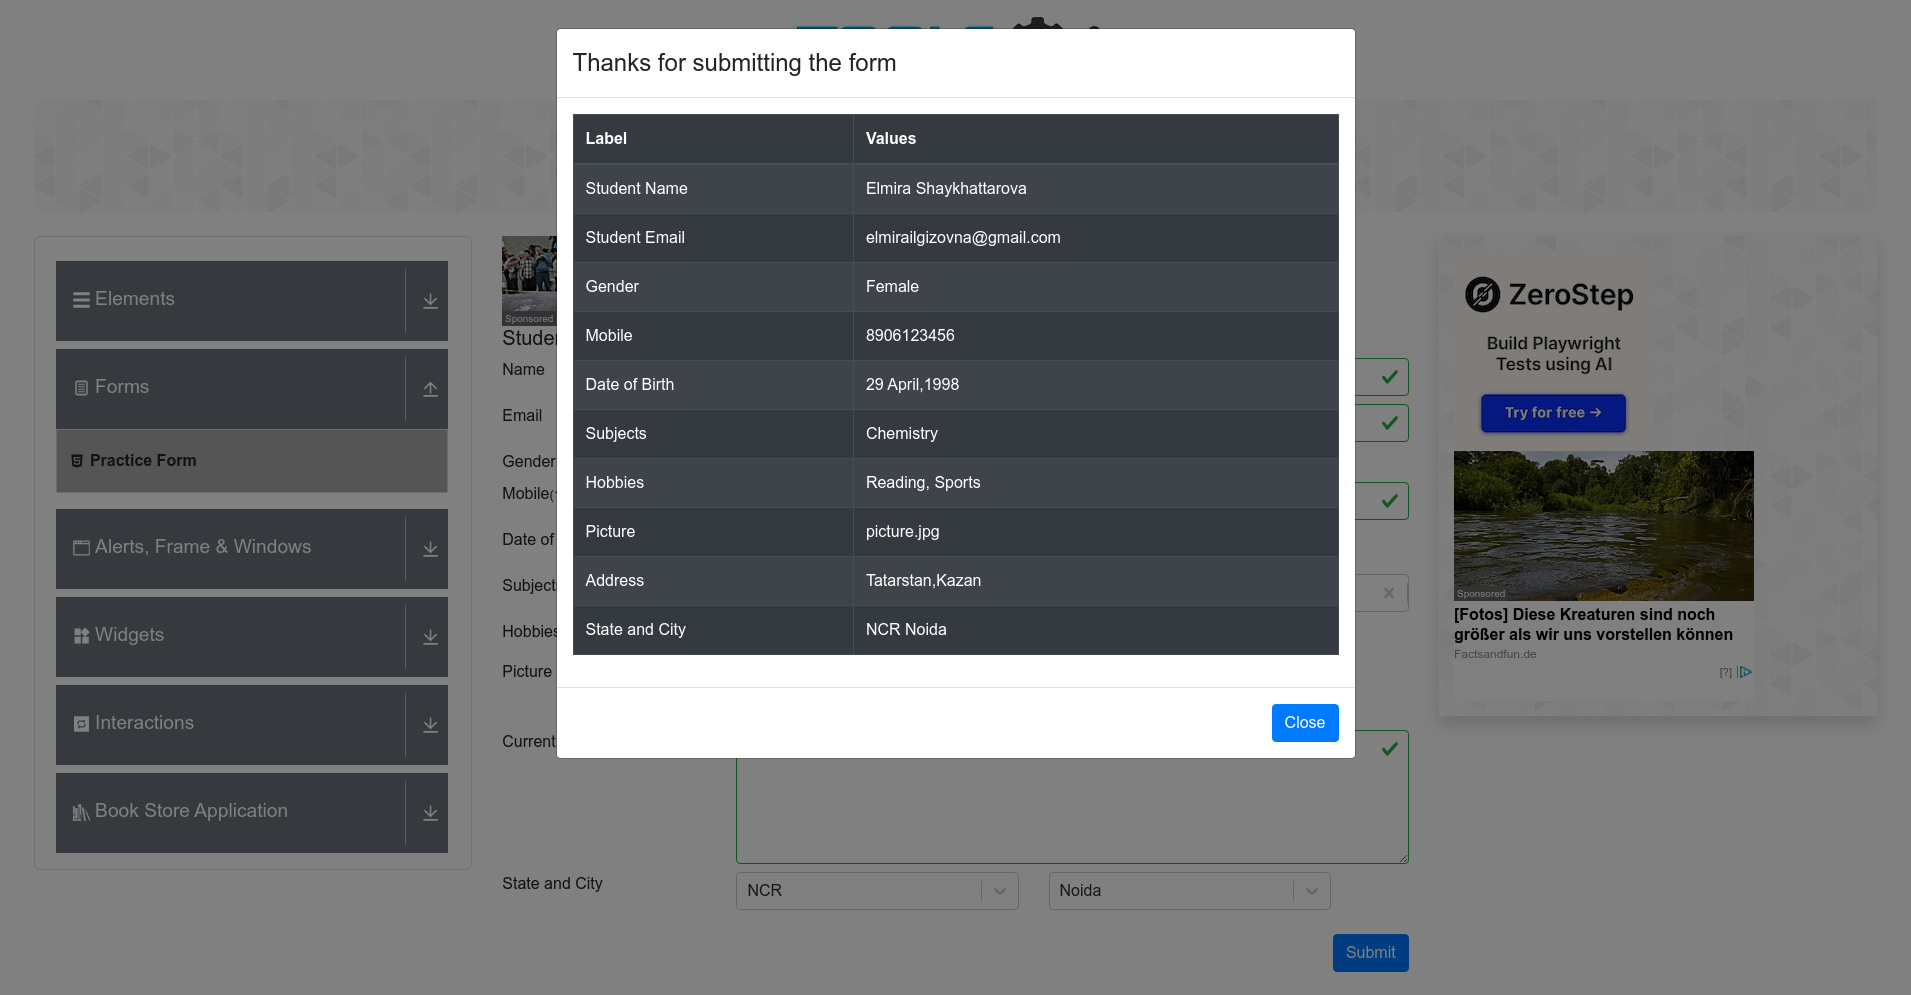 Thanks for submitting the form
Label Values
Student Name Elmira Shaykhattarova
Student Email elmirailgizovna@gmail.com
Gender Female
Mobile 8906123456
Date of Birth 29 April,1998
Subjects Chemistry
Hobbies Reading, Sports
Picture picture.jpg
Address Tatarstan,Kazan
State and City NCR Noida
Close
Elements
Forms
Practice Form
Alerts, Frame & Windows
Widgets
Interactions
Book Store Application
Sponsored
Name
Email
Gender
Mobile
Date of
Hobbies
Picture
Current
State and City
NCR
Noida
Submit
ZeroStep
Build Playwright
Tests using AI
Try for free →
Sponsored
[Fotos] Diese Kreaturen sind noch
größer als wir uns vorstellen können
Factsandfun.de
[?]